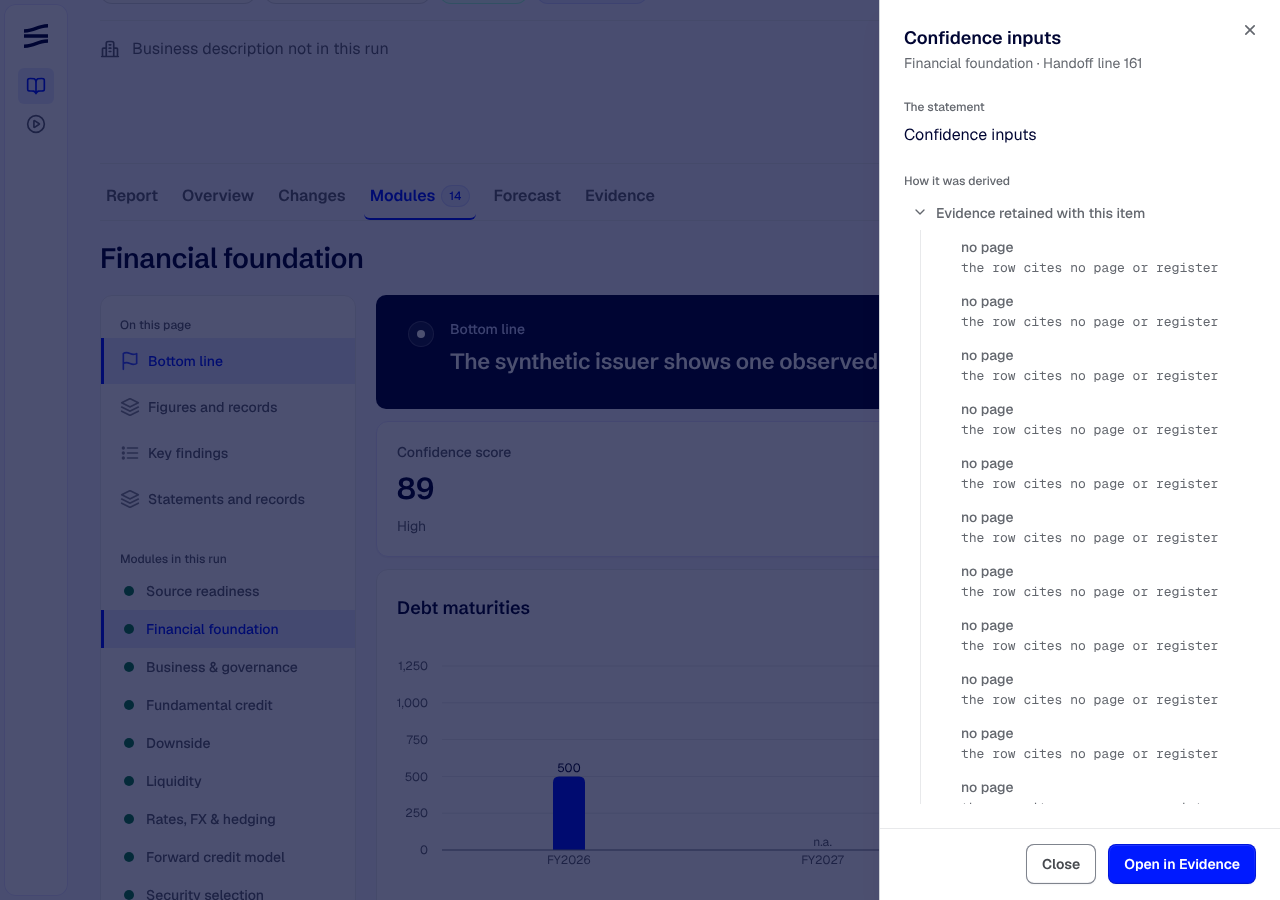 Business description not in this run
Report
Overview
Changes
Modules 14
Forecast
Evidence
Financial foundation
On this page
Bottom line
Figures and records
Key findings
Statements and records
Modules in this run
Source readiness
Financial foundation
Business & governance
Fundamental credit
Downside
Liquidity
Rates, FX & hedging
Forward credit model
Security selection
Bottom line
The synthetic issuer shows one observed
Confidence score
89
High
Debt maturities
1,250
1,000
750
500
250
0
500
n.a.
FY2026
FY2027
Confidence inputs
Financial foundation · Handoff line 161
The statement
Confidence inputs
How it was derived
Evidence retained with this item
no page
the row cites no page or register
no page
the row cites no page or register
no page
the row cites no page or register
no page
the row cites no page or register
no page
the row cites no page or register
no page
the row cites no page or register
no page
the row cites no page or register
no page
the row cites no page or register
no page
the row cites no page or register
no page
the row cites no page or register
no page
Close
Open in Evidence